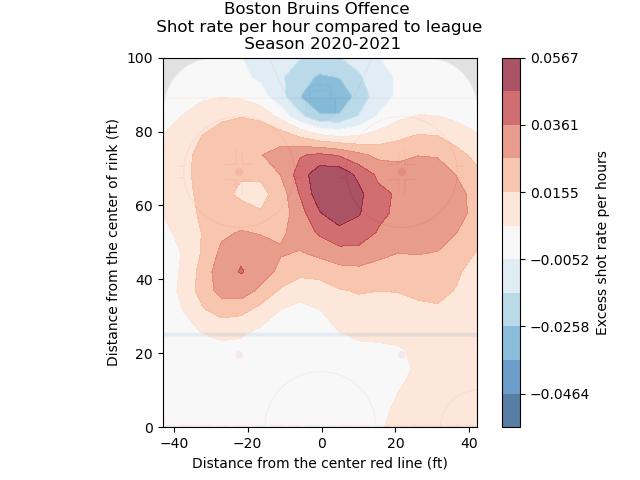 Boston Bruins Offence
Shot rate per hour compared to league
Season 2020-2021
100
80
60
40
20
0
Distance from the center of rink (ft)
−40
−20
0
20
40
Distance from the center red line (ft)
0.0567
0.0361
0.0155
−0.0052
−0.0258
−0.0464
Excess shot rate per hours